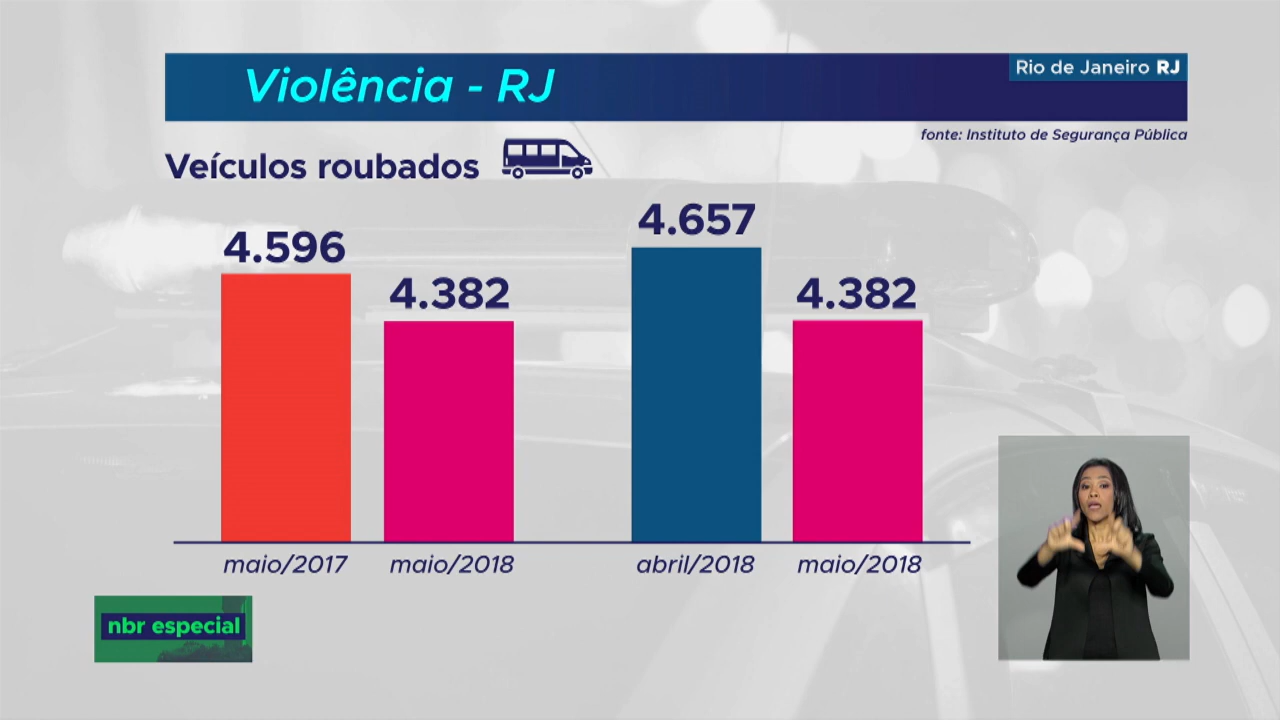 Violência - RJ
Rio de Janeiro RJ
fonte: Instituto de Segurança Pública
Veículos roubados
4.596
4.382
4.657
4.382
maio/2017
maio/2018
abril/2018
maio/2018
nbr especial